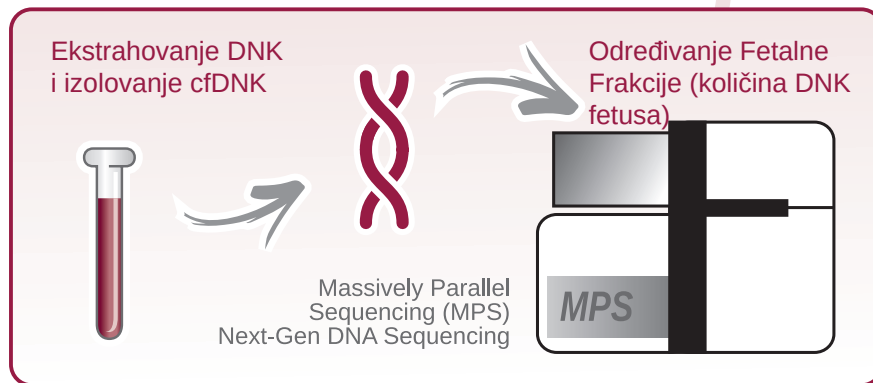 Ekstrahovanje DNK
i izolovanje cfDNK
Određivanje Fetalne
Frakcije (količina DNK
fetusa)
Massively Parallel
Sequencing (MPS)
Next-Gen DNA Sequencing
MPS